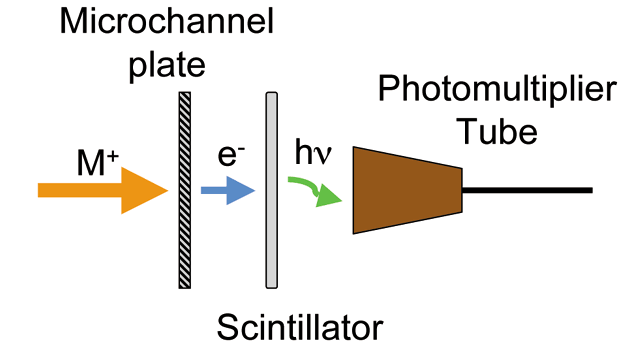 Microchannel
plate
Photomultiplier
Tube
M⁺
e⁻
hν
Scintillator